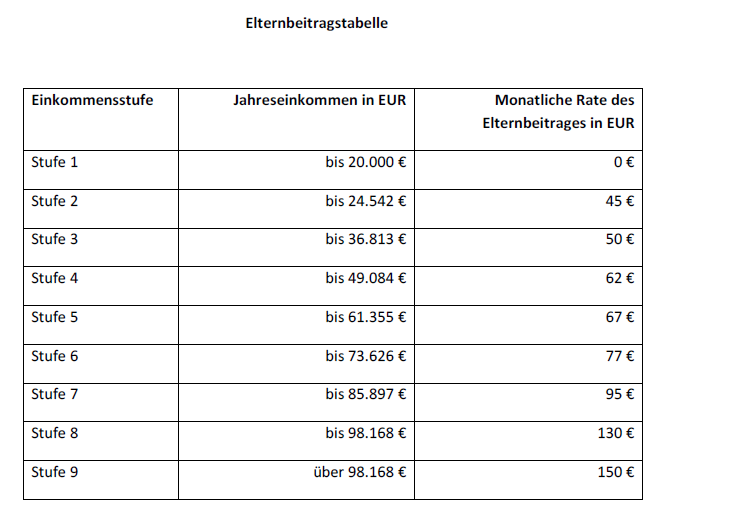 Elternbeitragstabelle
Einkommensstufe Jahreseinkommen in EUR Monatliche Rate des
Elternbeitrages in EUR
Stufe 1 bis 20.000 € 0 €
Stufe 2 bis 24.542 € 45 €
Stufe 3 bis 36.813 € 50 €
Stufe 4 bis 49.084 € 62 €
Stufe 5 bis 61.355 € 67 €
Stufe 6 bis 73.626 € 77 €
Stufe 7 bis 85.897 € 95 €
Stufe 8 bis 98.168 € 130 €
Stufe 9 über 98.168 € 150 €